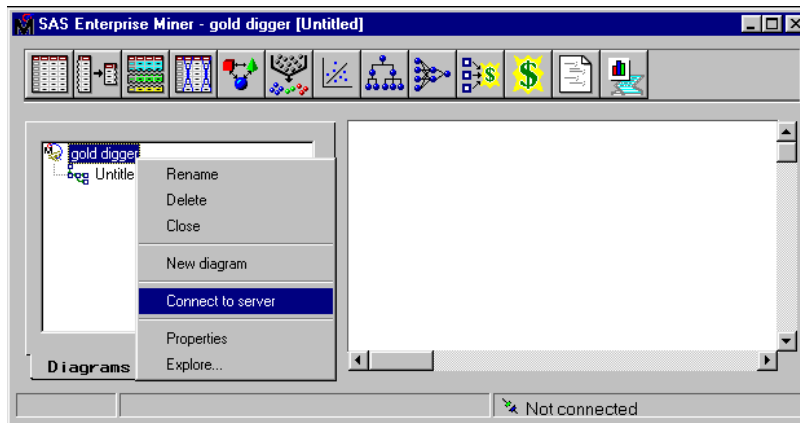 SAS Enterprise Miner - gold digger [Untitled]
gold digger
Untitle
Rename
Delete
Close
New diagram
Connect to server
Properties
Explore...
Diagrams
Not connected